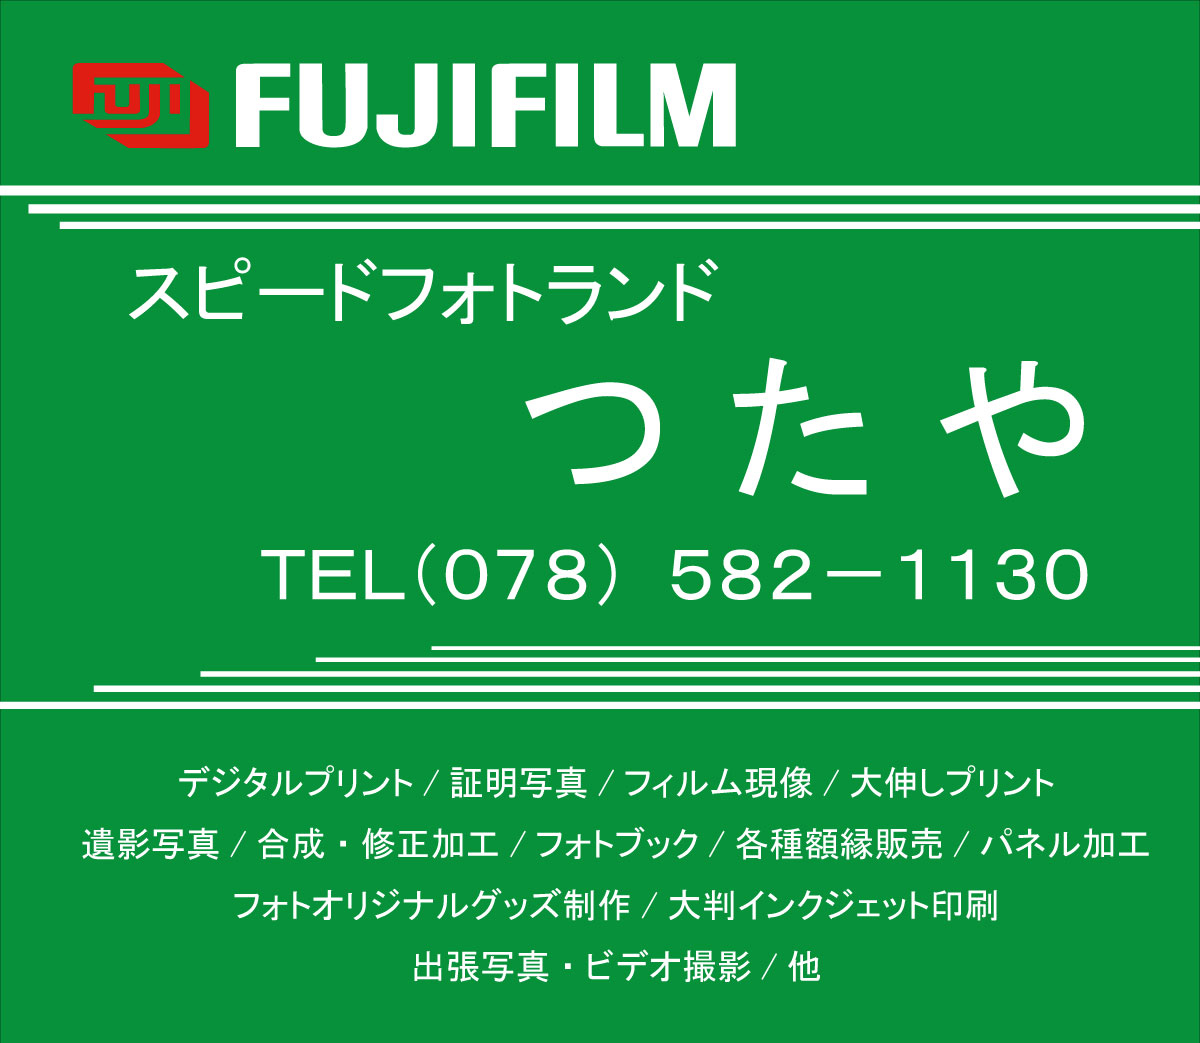 FUJI FUJIFILM
スピードフォトランド
つたや
TEL（078）582－1130
デジタルプリント / 証明写真 / フィルム現像 / 大伸しプリント
遺影写真 / 合成・修正加工 / フォトブック / 各種額縁販売 / パネル加工
フォトオリジナルグッズ制作 / 大判インクジェット印刷
出張写真・ビデオ撮影 / 他